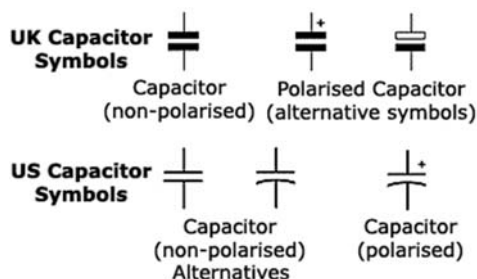 UK Capacitor
Symbols
+
Capacitor
(non-polarised)
Polarised Capacitor
(alternative symbols)
US Capacitor
Symbols
+
Capacitor
(non-polarised)
Alternatives
Capacitor
(polarised)